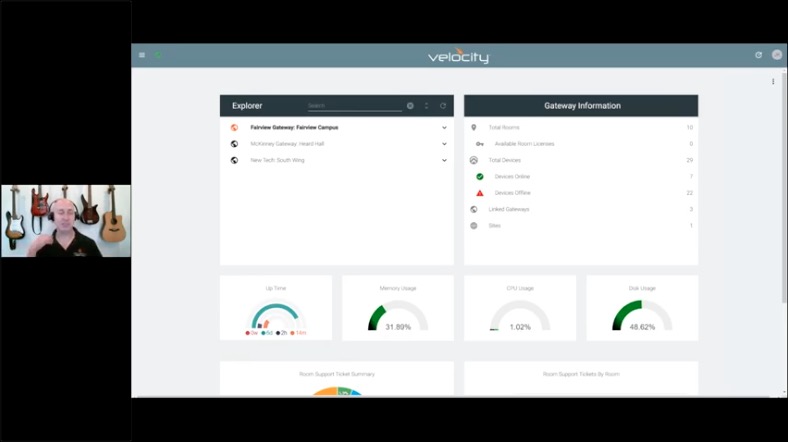 velocity
Explorer
Search
Fairview Gateway: Fairview Campus
McKinney Gateway: Heard Hall
New Tech: South Wing
Gateway Information
Total Rooms 10
Available Room Licenses 0
Total Devices 29
Devices Online 7
Devices Offline 22
Linked Gateways 3
Sites 1
Up Time
0w 6d 2h 14m
Memory Usage
31.89%
CPU Usage
1.02%
Disk Usage
48.62%
Room Support Ticket Summary
Room Support Tickets By Room